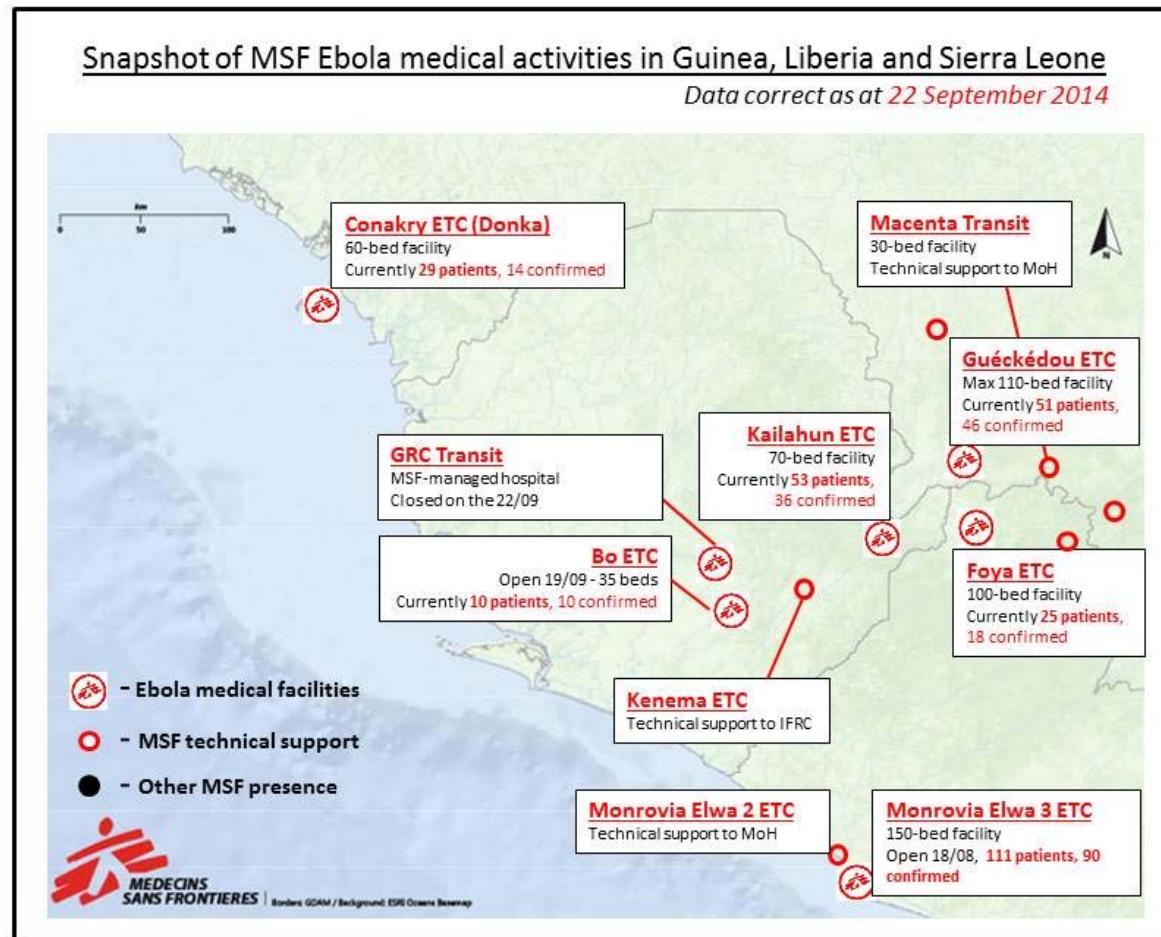 Snapshot of MSF Ebola medical activities in Guinea, Liberia and Sierra Leone
Data correct as at 22 September 2014
Km
0 50 100
Conakry ETC (Donka)
60-bed facility
Currently 29 patients, 14 confirmed
Macenta Transit
30-bed facility
Technical support to MoH
N
Guéckédou ETC
Max 110-bed facility
Currently 51 patients,
46 confirmed
Kailahun ETC
70-bed facility
Currently 53 patients,
36 confirmed
GRC Transit
MSF-managed hospital
Closed on the 22/09
Bo ETC
Open 19/09 - 35 beds
Currently 10 patients, 10 confirmed
Foya ETC
100-bed facility
Currently 25 patients,
18 confirmed
Kenema ETC
Technical support to IFRC
- Ebola medical facilities
- MSF technical support
- Other MSF presence
Monrovia Elwa 2 ETC
Technical support to MoH
Monrovia Elwa 3 ETC
150-bed facility
Open 18/08, 111 patients, 90
confirmed
MEDECINS
SANS FRONTIERES
Borders: GDAM / Background: ESRI Oceans Basemap